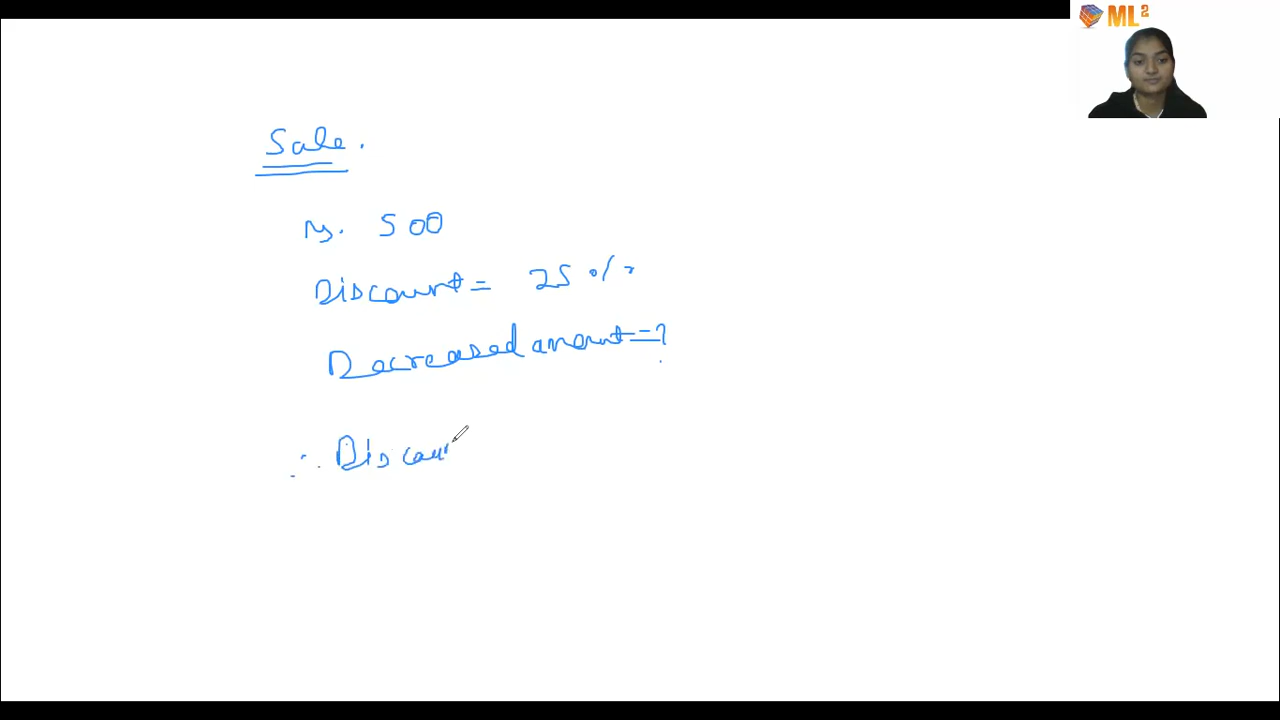 ML²
Sale.
Rs. 500
Discount = 25 %
Decreased amount = ?
∴ Discoun